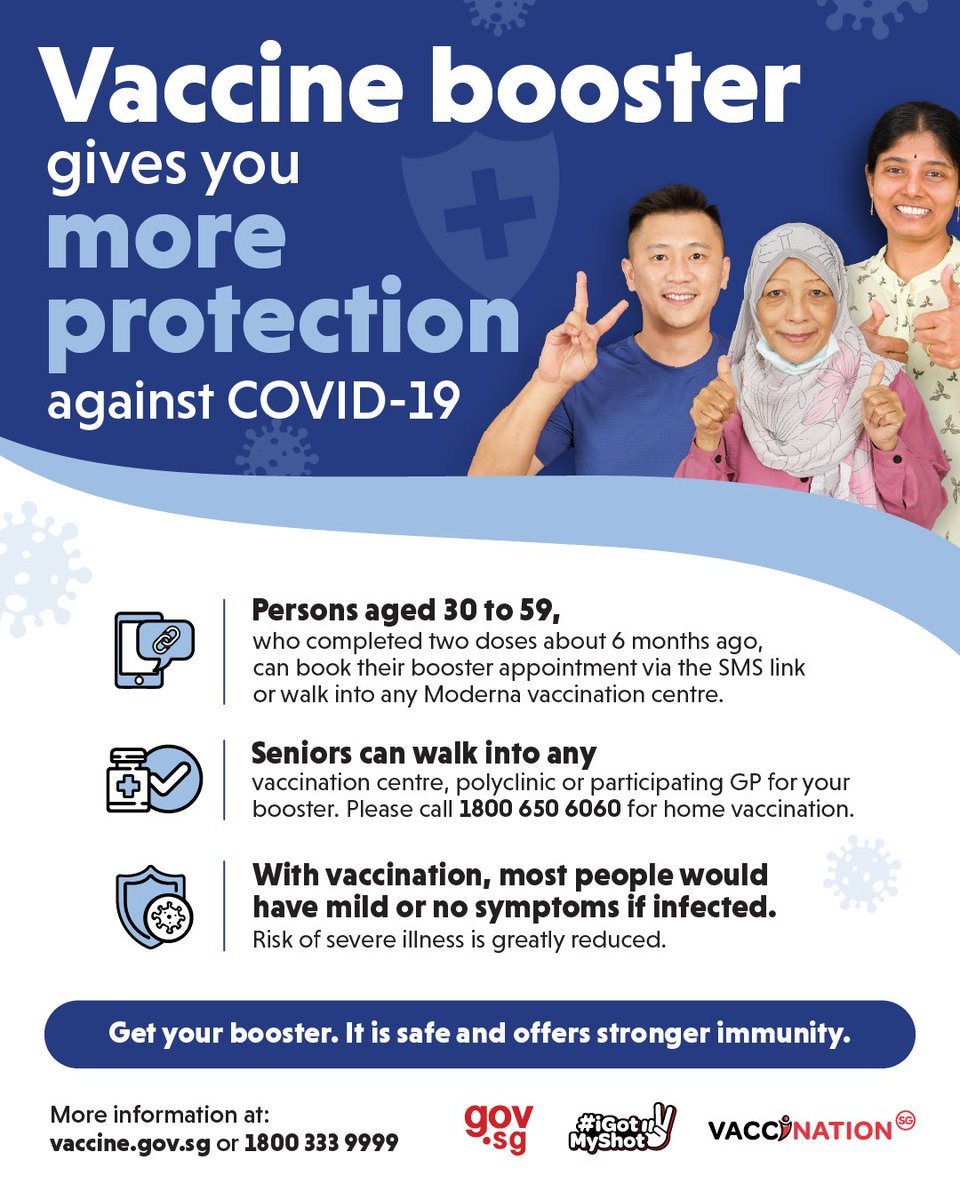 Vaccine booster
gives you
more
protection
against COVID-19
Persons aged 30 to 59,
who completed two doses about 6 months ago,
can book their booster appointment via the SMS link
or walk into any Moderna vaccination centre.
Seniors can walk into any
vaccination centre, polyclinic or participating GP for your
booster. Please call 1800 650 6060 for home vaccination.
With vaccination, most people would
have mild or no symptoms if infected.
Risk of severe illness is greatly reduced.
Get your booster. It is safe and offers stronger immunity.
More information at:
vaccine.gov.sg or 1800 333 9999
gov
.sg
#iGot
MyShot
VACCiNATION SG